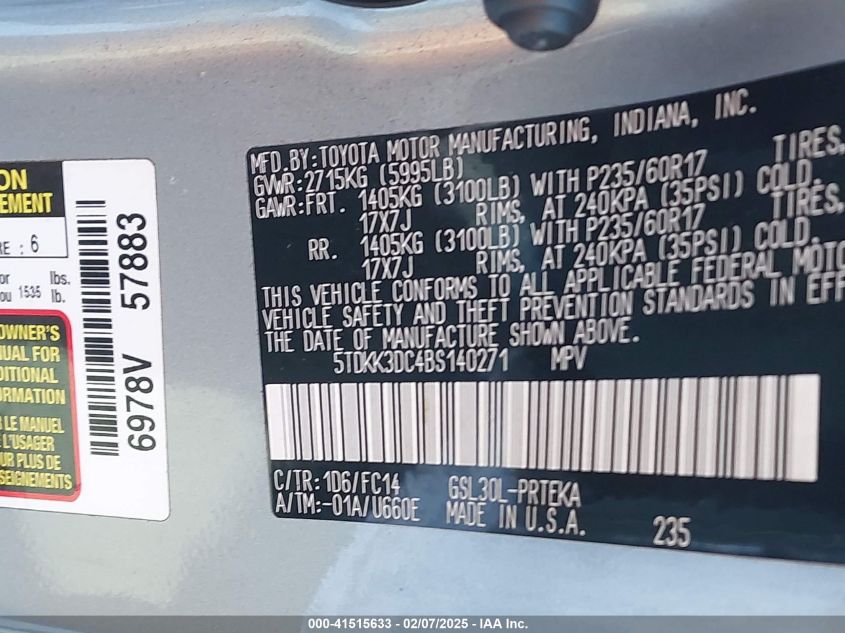 MFD.BY:TOYOTA MOTOR MANUFACTURING, INDIANA, INC.
GVWR:2715KG (5995LB)
GAWR:FRT. 1405KG (3100LB) WITH P235/60R17 TIRES,
17X7J RIMS, AT 240KPA (35PSI) COLD.
RR. 1405KG (3100LB) WITH P235/60R17 TIRES,
17X7J RIMS, AT 240KPA (35PSI) COLD.
THIS VEHICLE CONFORMS TO ALL APPLICABLE FEDERAL MOTO
VEHICLE SAFETY AND THEFT PREVENTION STANDARDS IN EFF
THE DATE OF MANUFACTURE SHOWN ABOVE.
5TDKK3DC4BS140271 MPV
C/TR:1D6/FC14 GSL30L-PRTEKA
A/TM:-01A/U660E MADE IN U.S.A. 235
ON
EMENT
RE : 6
or lbs.
ou 1535 lb.
OWNER'S
NUAL FOR
DITIONAL
FORMATION
R LE MANUEL
E L'USAGER
UR PLUS DE
SEIGNEMENTS
6978V 57883
000-41515633 - 02/07/2025 - IAA Inc.